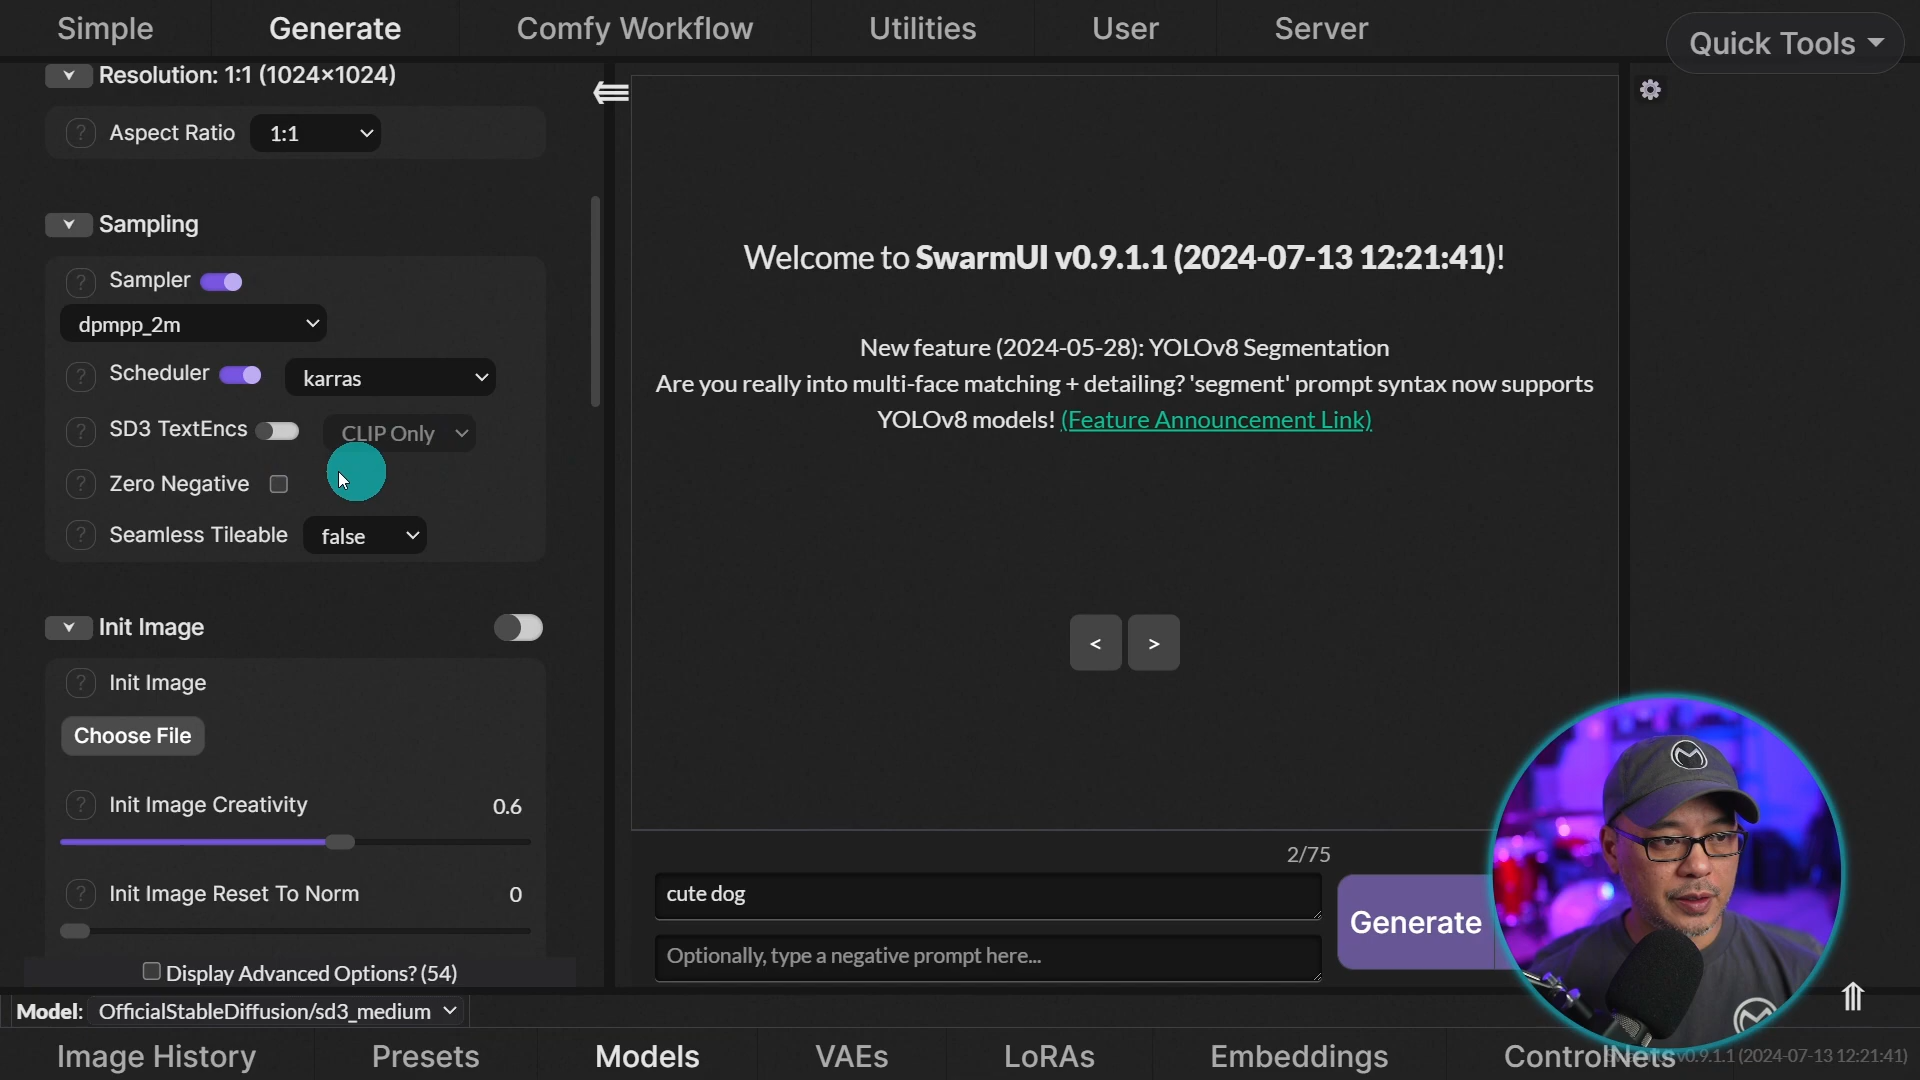 Simple
Generate
Comfy Workflow
Utilities
User
Server
Quick Tools
Resolution: 1:1 (1024×1024)
? Aspect Ratio 1:1
Sampling
? Sampler
dpmpp_2m
? Scheduler karras
? SD3 TextEncs CLIP Only
? Zero Negative
? Seamless Tileable false
Init Image
? Init Image
Choose File
? Init Image Creativity 0.6
? Init Image Reset To Norm 0
Display Advanced Options? (54)
Welcome to SwarmUI v0.9.1.1 (2024-07-13 12:21:41)!
New feature (2024-05-28): YOLOv8 Segmentation
Are you really into multi-face matching + detailing? 'segment' prompt syntax now supports
YOLOv8 models! (Feature Announcement Link)
< >
2/75
cute dog
Generate
Optionally, type a negative prompt here...
Model: OfficialStableDiffusion/sd3_medium
Image History
Presets
Models
VAEs
LoRAs
Embeddings
ControlNets
v0.9.1.1 (2024-07-13 12:21:41)